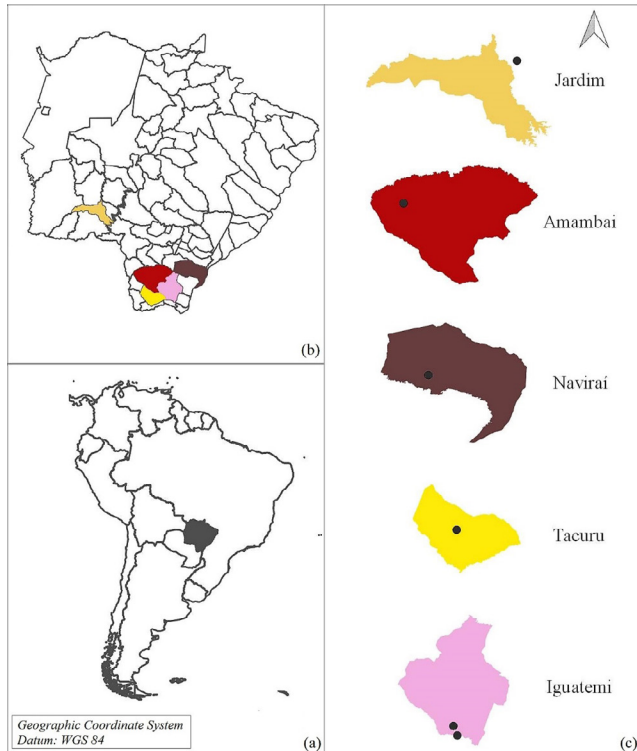 Jardim
Amambai
(b)
Naviraí
Tacuru
Iguatemi
Geographic Coordinate System
Datum: WGS 84
(a)
(c)